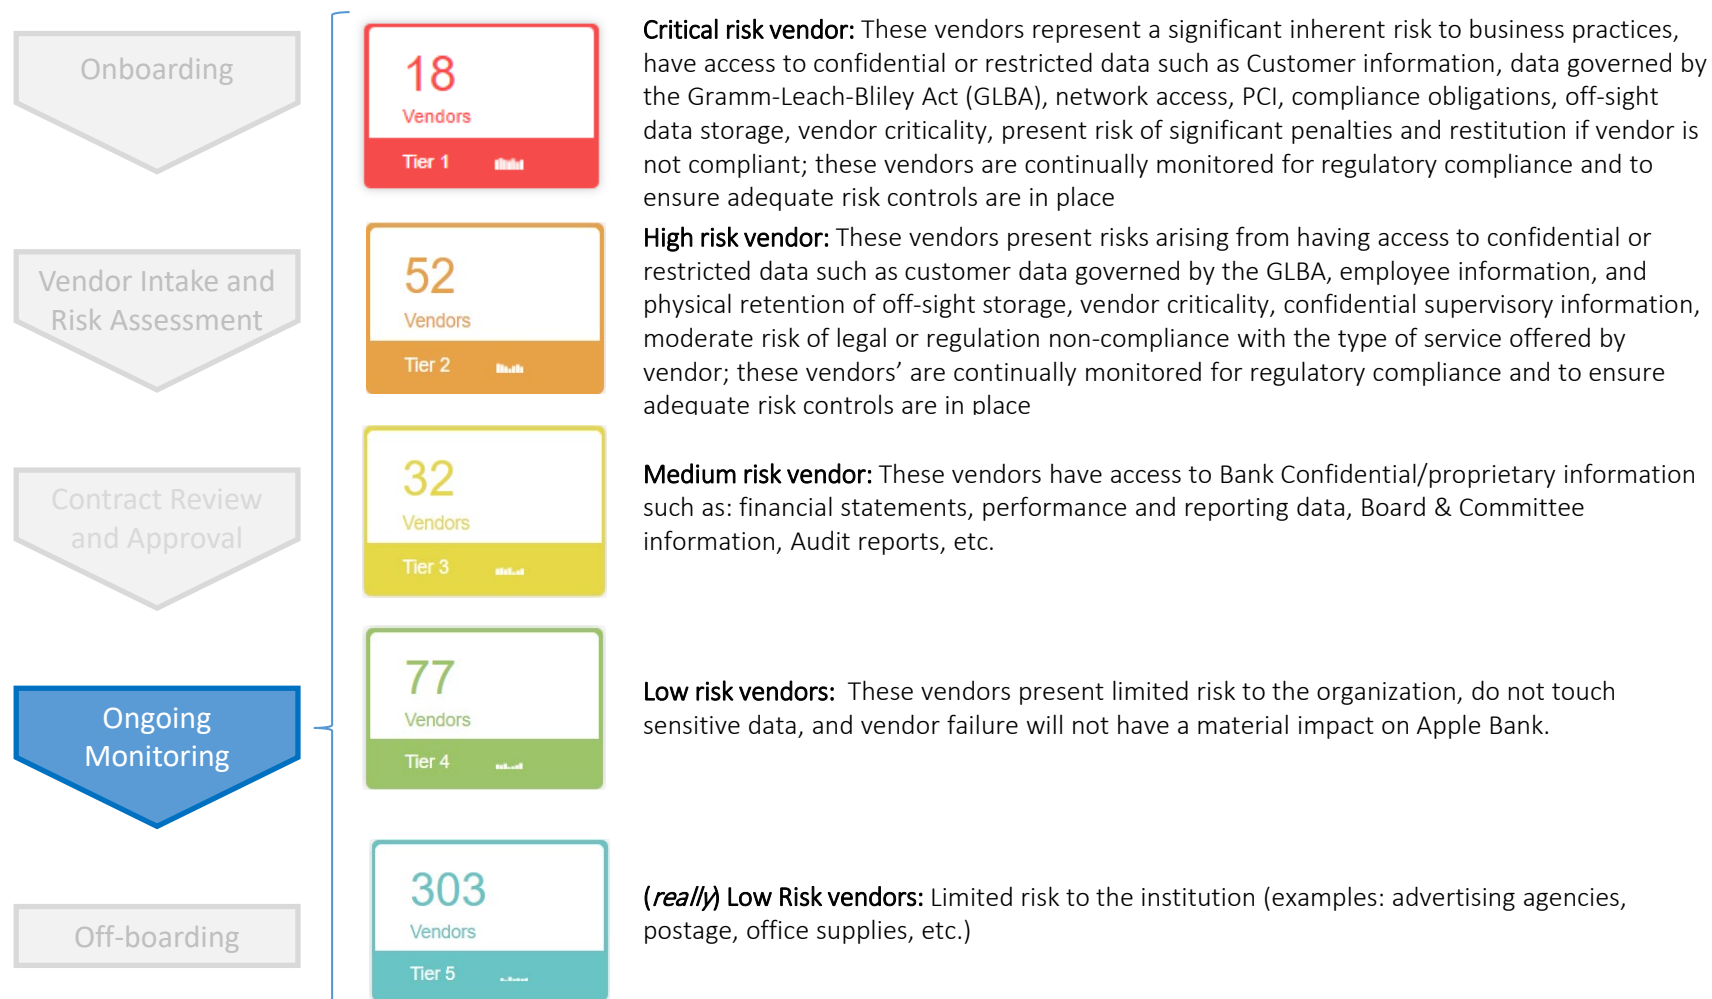 Onboarding
Vendor Intake and
Risk Assessment
Contract Review
and Approval
Ongoing
Monitoring
Off-boarding
18
Vendors
Tier 1
Critical risk vendor: These vendors represent a significant inherent risk to business practices,
have access to confidential or restricted data such as Customer information, data governed by
the Gramm-Leach-Bliley Act (GLBA), network access, PCI, compliance obligations, off-sight
data storage, vendor criticality, present risk of significant penalties and restitution if vendor is
not compliant; these vendors are continually monitored for regulatory compliance and to
ensure adequate risk controls are in place
52
Vendors
Tier 2
High risk vendor: These vendors present risks arising from having access to confidential or
restricted data such as customer data governed by the GLBA, employee information, and
physical retention of off-sight storage, vendor criticality, confidential supervisory information,
moderate risk of legal or regulation non-compliance with the type of service offered by
vendor; these vendors’ are continually monitored for regulatory compliance and to ensure
adequate risk controls are in place
32
Vendors
Tier 3
Medium risk vendor: These vendors have access to Bank Confidential/proprietary information
such as: financial statements, performance and reporting data, Board & Committee
information, Audit reports, etc.
77
Vendors
Tier 4
Low risk vendors: These vendors present limited risk to the organization, do not touch
sensitive data, and vendor failure will not have a material impact on Apple Bank.
303
Vendors
Tier 5
(really) Low Risk vendors: Limited risk to the institution (examples: advertising agencies,
postage, office supplies, etc.)